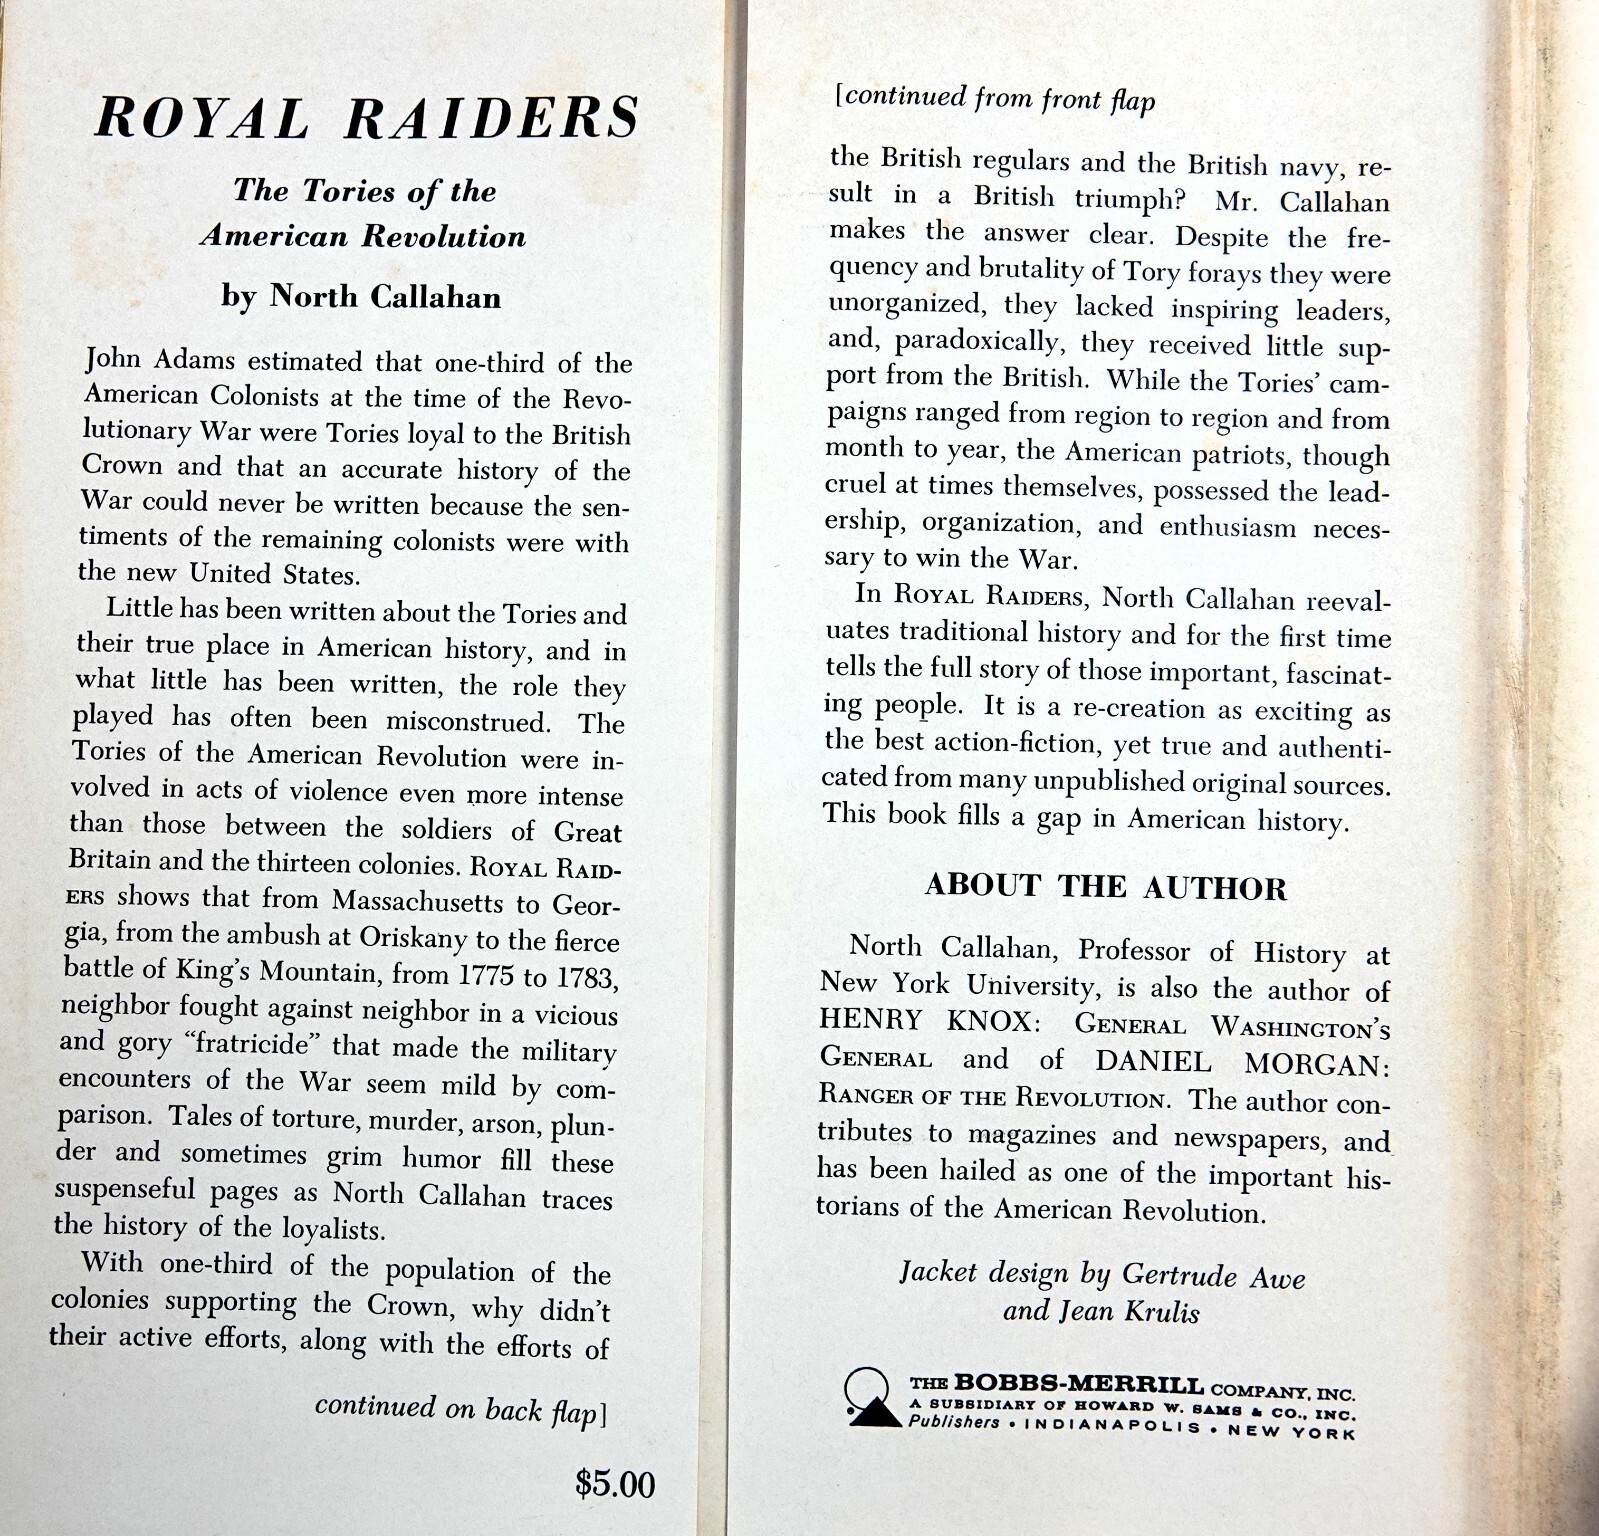 ROYAL RAIDERS
The Tories of the
American Revolution
by North Callahan
John Adams estimated that one-third of the
American Colonists at the time of the Revo-
lutionary War were Tories loyal to the British
Crown and that an accurate history of the
War could never be written because the sen-
timents of the remaining colonists were with
the new United States.
Little has been written about the Tories and
their true place in American history, and in
what little has been written, the role they
played has often been misconstrued. The
Tories of the American Revolution were in-
volved in acts of violence even more intense
than those between the soldiers of Great
Britain and the thirteen colonies. ROYAL RAID-
ERS shows that from Massachusetts to Geor-
gia, from the ambush at Oriskany to the fierce
battle of King's Mountain, from 1775 to 1783,
neighbor fought against neighbor in a vicious
and gory “fratricide” that made the military
encounters of the War seem mild by com-
parison. Tales of torture, murder, arson, plun-
der and sometimes grim humor fill these
suspenseful pages as North Callahan traces
the history of the loyalists.
With one-third of the population of the
colonies supporting the Crown, why didn't
their active efforts, along with the efforts of
continued on back flap]
$5.00
[continued from front flap
the British regulars and the British navy, re-
sult in a British triumph? Mr. Callahan
makes the answer clear. Despite the fre-
quency and brutality of Tory forays they were
unorganized, they lacked inspiring leaders,
and, paradoxically, they received little sup-
port from the British. While the Tories' cam-
paigns ranged from region to region and from
month to year, the American patriots, though
cruel at times themselves, possessed the lead-
ership, organization, and enthusiasm neces-
sary to win the War.
In ROYAL RAIDERS, North Callahan reeval-
uates traditional history and for the first time
tells the full story of those important, fascinat-
ing people. It is a re-creation as exciting as
the best action-fiction, yet true and authenti-
cated from many unpublished original sources.
This book fills a gap in American history.
ABOUT THE AUTHOR
North Callahan, Professor of History at
New York University, is also the author of
HENRY KNOX: GENERAL WASHINGTON'S
GENERAL and of DANIEL MORGAN:
RANGER OF THE REVOLUTION. The author con-
tributes to magazines and newspapers, and
has been hailed as one of the important his-
torians of the American Revolution.
Jacket design by Gertrude Awe
and Jean Krulis
THE BOBBS-MERRILL COMPANY, INC.
A SUBSIDIARY OF HOWARD W. SAMS & CO., INC.
Publishers • INDIANAPOLIS • NEW YORK